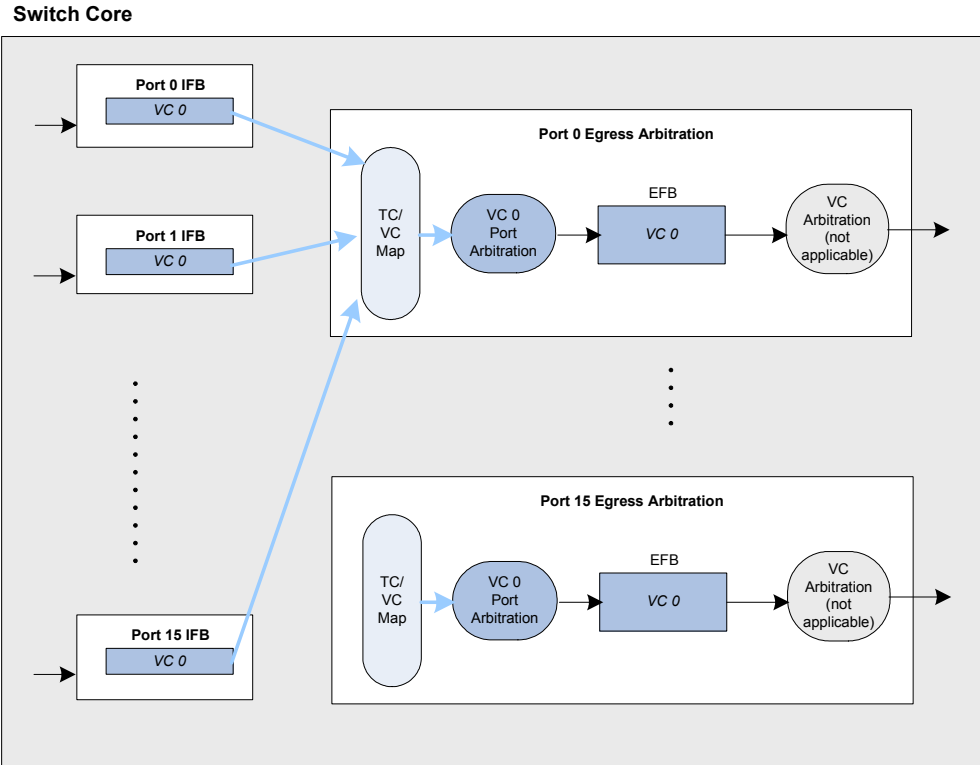 Switch Core
Port 0 IFB
VC 0
Port 1 IFB
VC 0
Port 15 IFB
VC 0
Port 0 Egress Arbitration
TC/
VC
Map
VC 0
Port
Arbitration
EFB
VC 0
VC
Arbitration
(not
applicable)
Port 15 Egress Arbitration
TC/
VC
Map
VC 0
Port
Arbitration
EFB
VC 0
VC
Arbitration
(not
applicable)